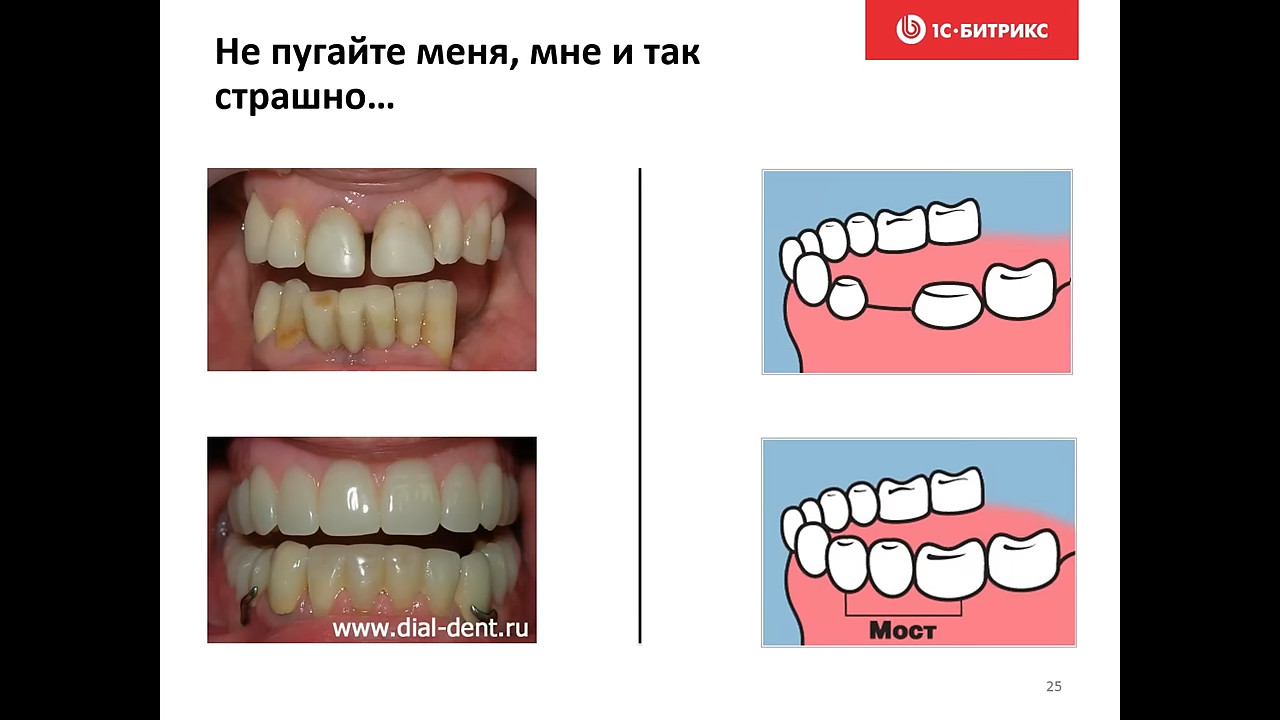 1С·БИТРИКС
Не пугайте меня, мне и так
страшно…
www.dial-dent.ru
Мост
25